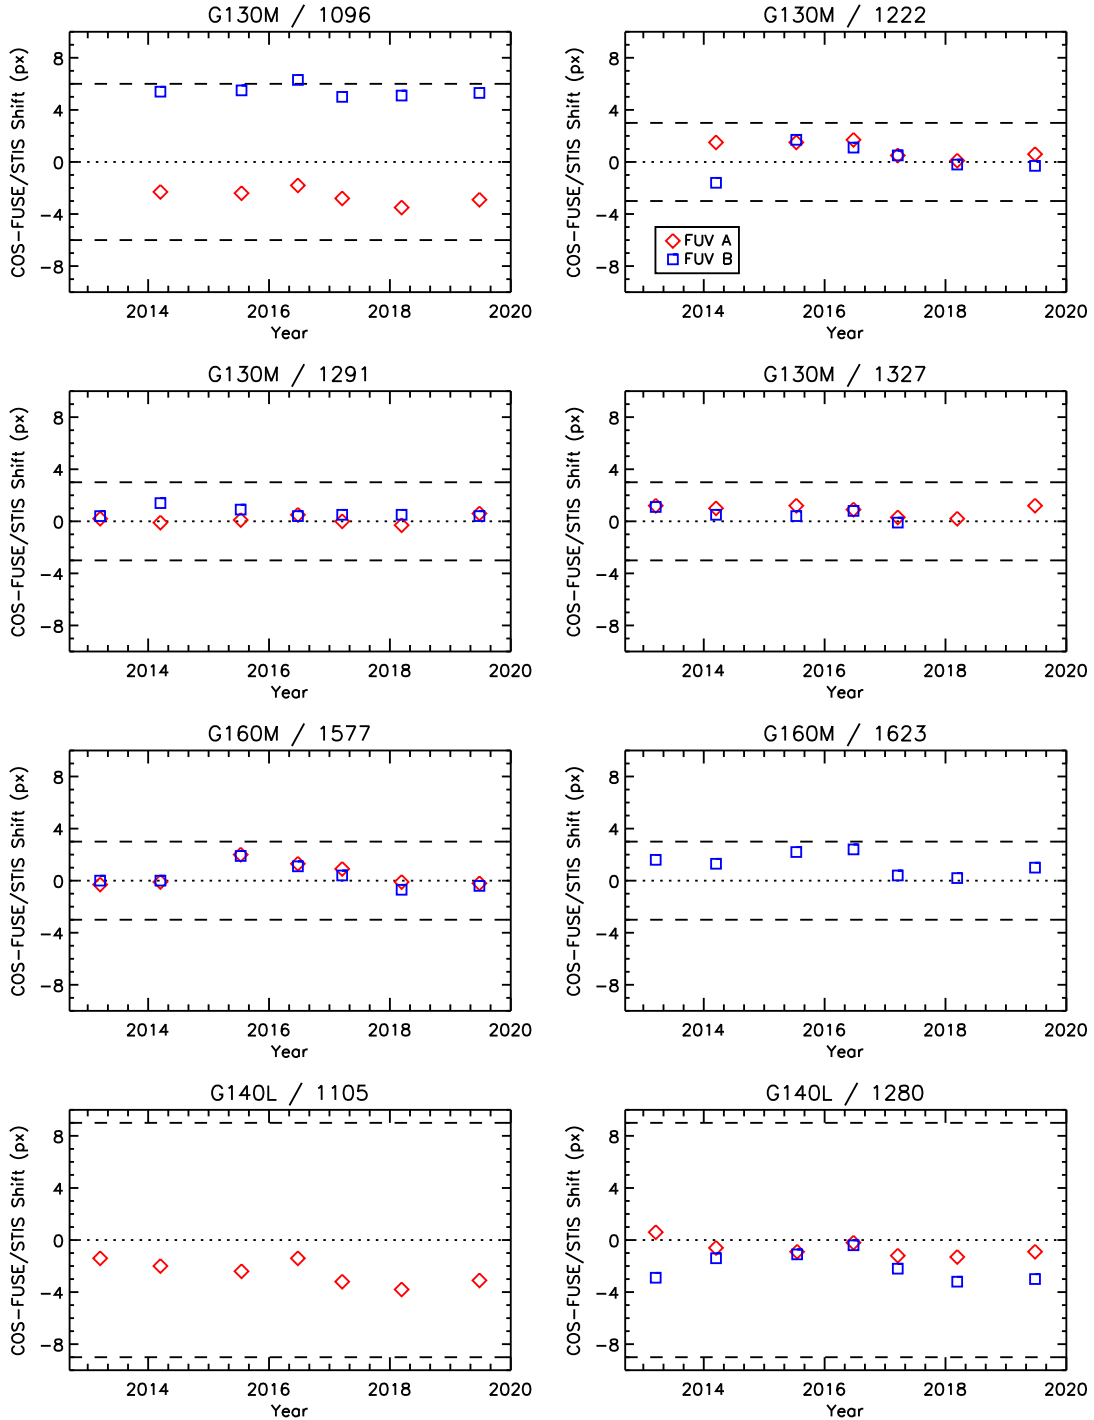 G130M / 1096
COS-FUSE/STIS Shift (px)
8
4
0
-4
-8
2014 2016 2018 2020
Year
G130M / 1222
COS-FUSE/STIS Shift (px)
8
4
0
-4
-8
FUV A
FUV B
2014 2016 2018 2020
Year
G130M / 1291
COS-FUSE/STIS Shift (px)
8
4
0
-4
-8
2014 2016 2018 2020
Year
G130M / 1327
COS-FUSE/STIS Shift (px)
8
4
0
-4
-8
2014 2016 2018 2020
Year
G160M / 1577
COS-FUSE/STIS Shift (px)
8
4
0
-4
-8
2014 2016 2018 2020
Year
G160M / 1623
COS-FUSE/STIS Shift (px)
8
4
0
-4
-8
2014 2016 2018 2020
Year
G140L / 1105
COS-FUSE/STIS Shift (px)
8
4
0
-4
-8
2014 2016 2018 2020
Year
G140L / 1280
COS-FUSE/STIS Shift (px)
8
4
0
-4
-8
2014 2016 2018 2020
Year